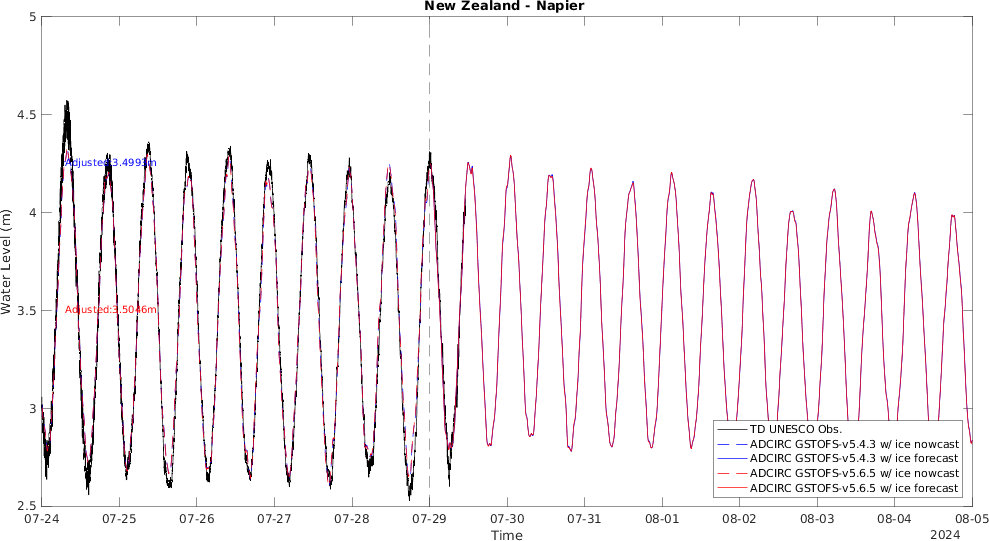 New Zealand - Napier
5
4.5
4
3.5
3
2.5
Water Level (m)
Adjusted:3.4993m
Adjusted:3.5046m
TD UNESCO Obs.
ADCIRC GSTOFS-v5.4.3 w/ ice nowcast
ADCIRC GSTOFS-v5.4.3 w/ ice forecast
ADCIRC GSTOFS-v5.6.5 w/ ice nowcast
ADCIRC GSTOFS-v5.6.5 w/ ice forecast
07-24 07-25 07-26 07-27 07-28 07-29 07-30 07-31 08-01 08-02 08-03 08-04 08-05
Time
2024